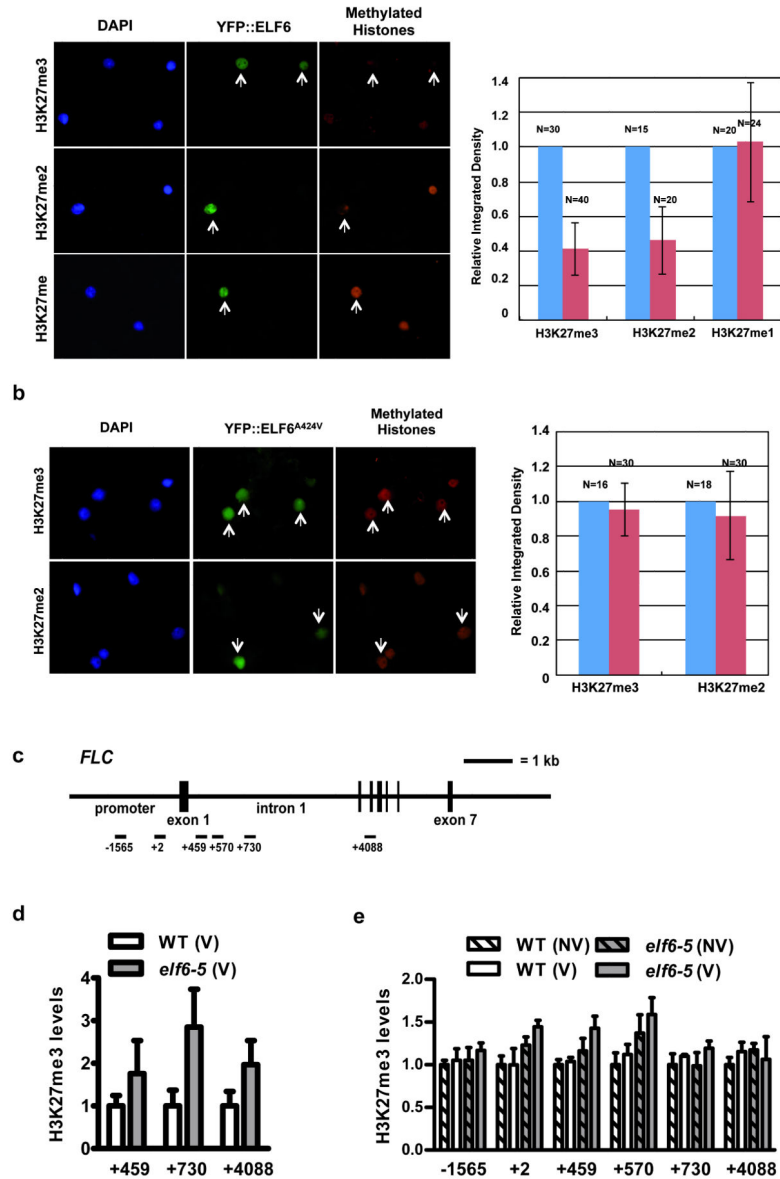 DAPI
YFP::ELF6
Methylated
Histones
H3K27me3
H3K27me2
H3K27me
Relative Integrated Density
1.4
1.2
1.0
0.8
0.6
0.4
0.2
0
N=30
N=40
N=15
N=20
N=20
N=24
H3K27me3
H3K27me2
H3K27me1
b
DAPI
YFP::ELF6A424V
Methylated
Histones
H3K27me3
H3K27me2
Relative Integrated Density
1.4
1.2
1.0
0.8
0.6
0.4
0.2
0
N=16
N=30
N=18
N=30
H3K27me3
H3K27me2
c
FLC
= 1 kb
promoter
exon 1
intron 1
exon 7
-1565
+2
+459
+570
+730
+4088
d
WT (V)
elf6-5 (V)
H3K27me3 levels
4
3
2
1
0
+459
+730
+4088
e
WT (NV)
elf6-5 (NV)
WT (V)
elf6-5 (V)
H3K27me3 levels
2.0
1.5
1.0
0.5
0.0
-1565
+2
+459
+570
+730
+4088